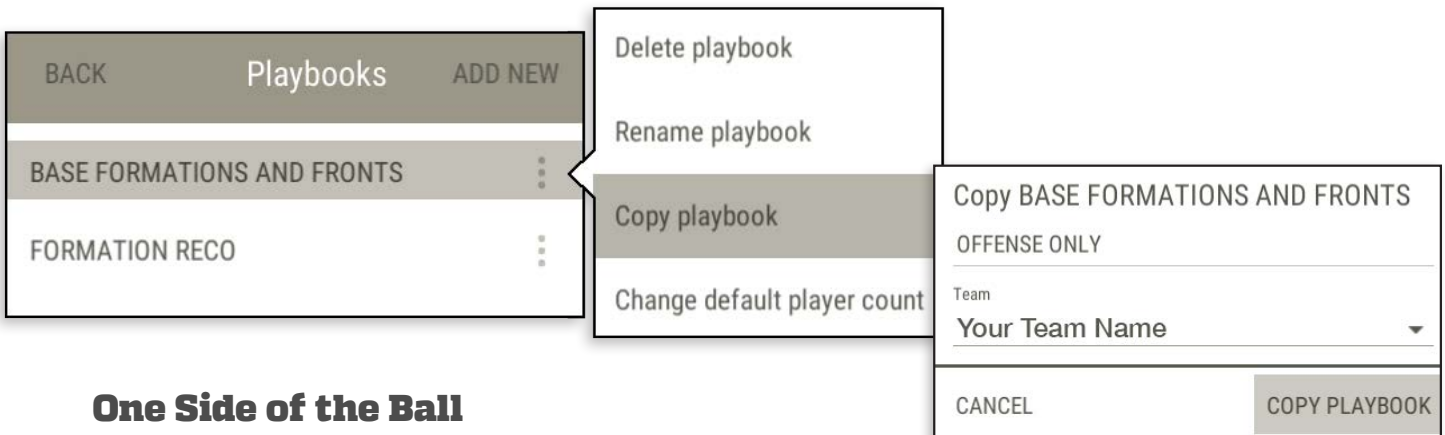 BACK Playbooks ADD NEW
BASE FORMATIONS AND FRONTS
FORMATION RECO
Delete playbook
Rename playbook
Copy playbook
Change default player count
Copy BASE FORMATIONS AND FRONTS
OFFENSE ONLY
Team
Your Team Name
CANCEL COPY PLAYBOOK
One Side of the Ball